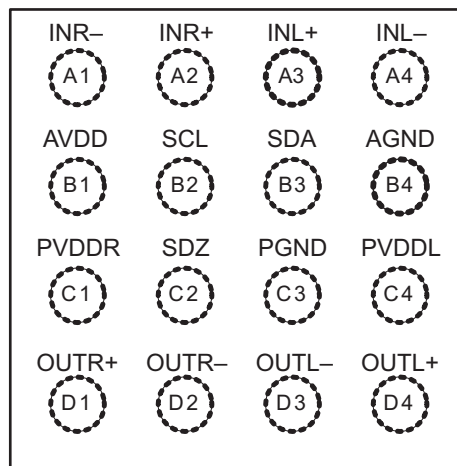 INR– INR+ INL+ INL–
A1 A2 A3 A4
AVDD SCL SDA AGND
B1 B2 B3 B4
PVDDR SDZ PGND PVDDL
C1 C2 C3 C4
OUTR+ OUTR– OUTL– OUTL+
D1 D2 D3 D4